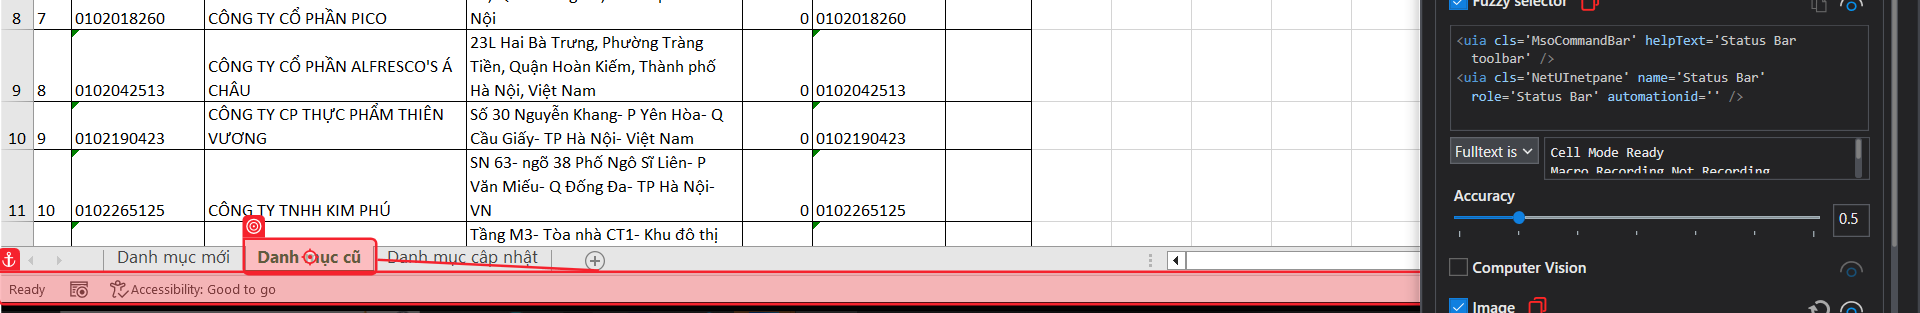 8 7 0102018260 CÔNG TY CỔ PHẦN PICO Nội 0 0102018260
23L Hai Bà Trưng, Phường Tràng
CÔNG TY CỔ PHẦN ALFRESCO'S Á Tiền, Quận Hoàn Kiếm, Thành phố
9 8 0102042513 CHÂU Hà Nội, Việt Nam 0 0102042513
CÔNG TY CP THỰC PHẨM THIÊN Số 30 Nguyễn Khang- P Yên Hòa- Q
10 9 0102190423 VƯƠNG Cầu Giấy- TP Hà Nội- Việt Nam 0 0102190423
SN 63- ngõ 38 Phố Ngô Sĩ Liên- P
Văn Miếu- Q Đống Đa- TP Hà Nội-
11 10 0102265125 CÔNG TY TNHH KIM PHÚ VN 0 0102265125
Tầng M3- Tòa nhà CT1- Khu đô thị
Danh mục mới Danh mục cũ Danh mục cập nhật
Ready Accessibility: Good to go
Fuzzy selector
<uia cls='MsoCommandBar' helpText='Status Bar
toolbar' />
<uia cls='NetUInetpane' name='Status Bar'
role='Status Bar' automationid='' />
Fulltext is Cell Mode Ready
Macro Recording Not Recording
Accuracy
0.5
Computer Vision
Image